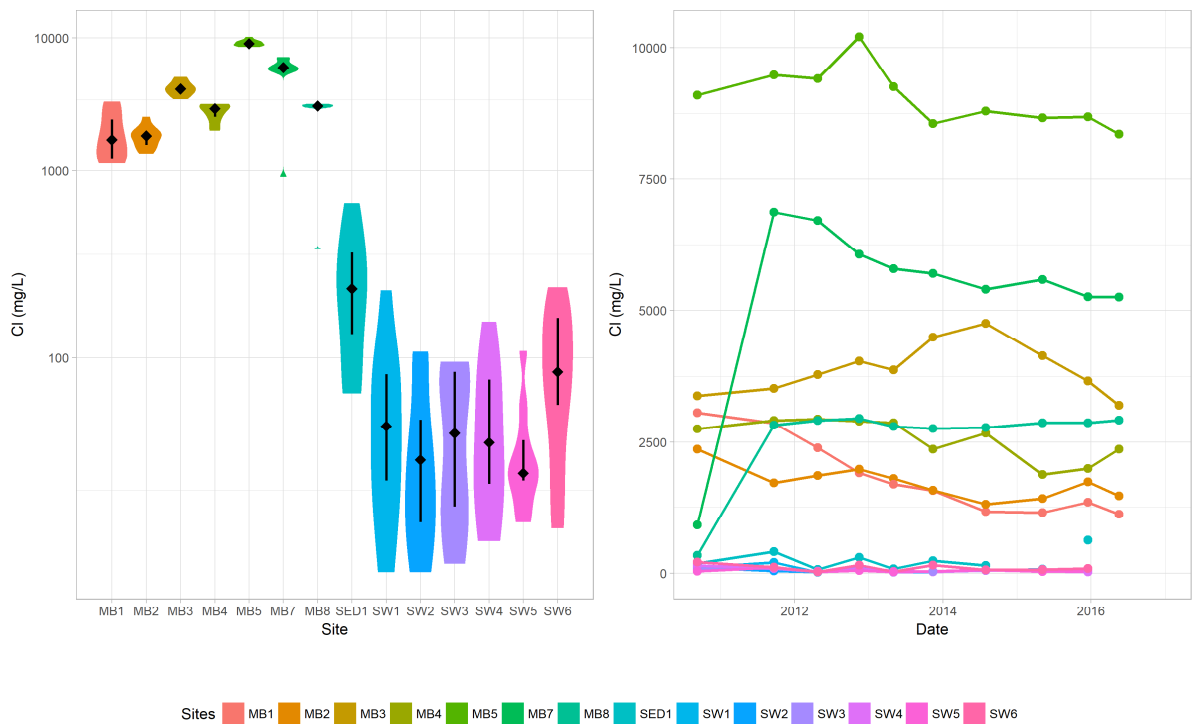 10000
1000
100
Cl (mg/L)
MB1 MB2 MB3 MB4 MB5 MB7 MB8 SED1 SW1 SW2 SW3 SW4 SW5 SW6
Site
10000
7500
5000
2500
0
Cl (mg/L)
2012 2014 2016
Date
Sites MB1 MB2 MB3 MB4 MB5 MB7 MB8 SED1 SW1 SW2 SW3 SW4 SW5 SW6